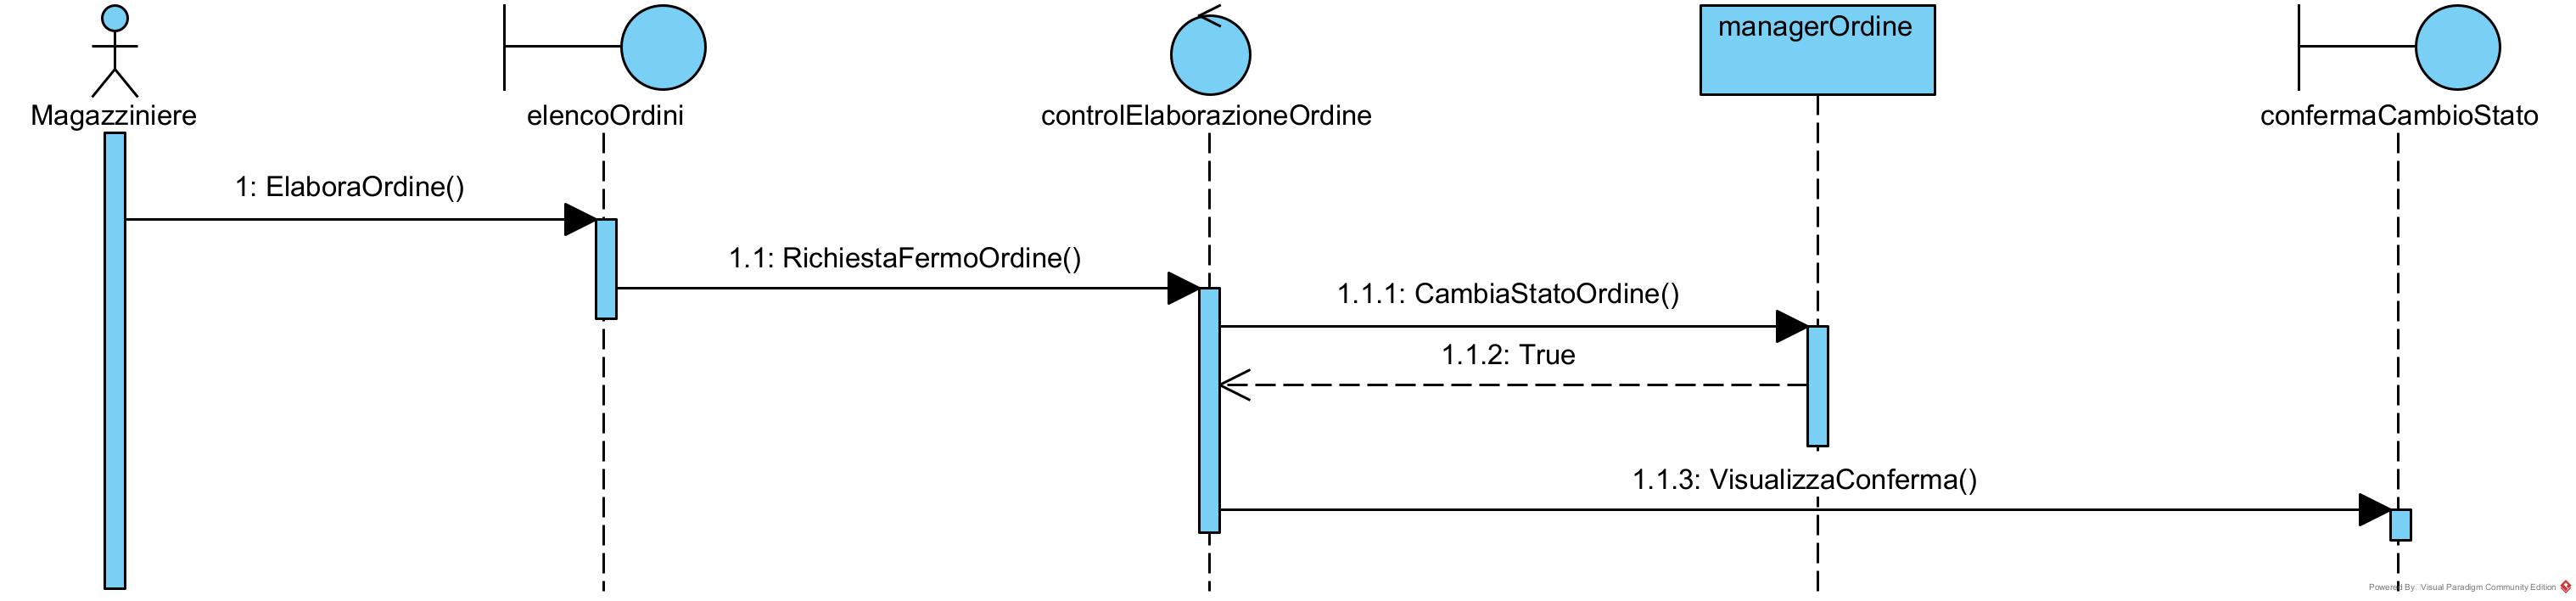 managerOrdine
Magazziniere
elencoOrdini
controlElaborazioneOrdine
confermaCambioStato
1: ElaboraOrdine()
1.1: RichiestaFermoOrdine()
1.1.1: CambiaStatoOrdine()
1.1.2: True
1.1.3: VisualizzaConferma()
Powered By Visual Paradigm Community Edition